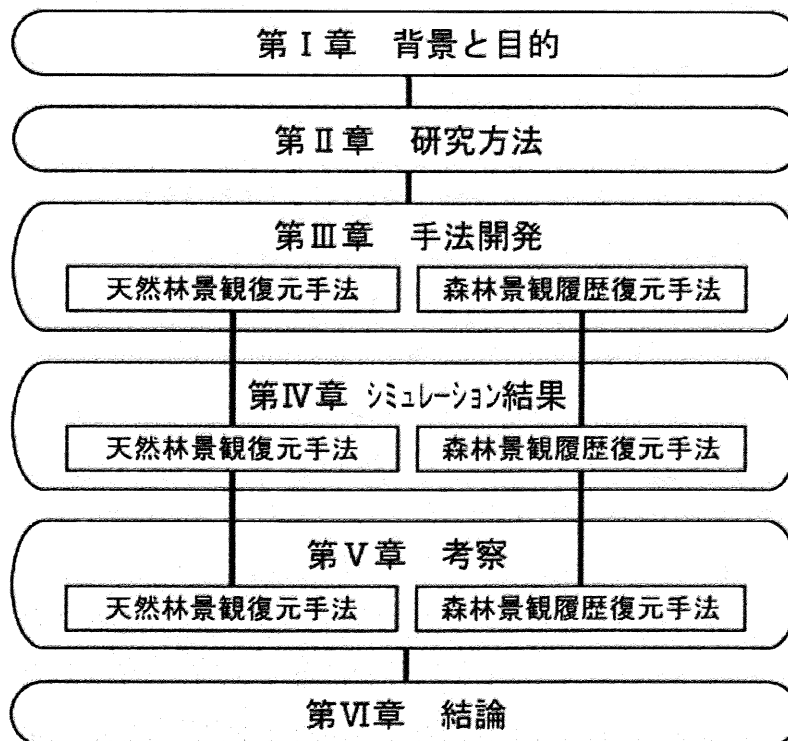 第Ⅰ章 背景と目的
第Ⅱ章 研究方法
第Ⅲ章 手法開発
天然林景観復元手法 森林景観履歴復元手法
第Ⅳ章 シミュレーション結果
天然林景観復元手法 森林景観履歴復元手法
第Ⅴ章 考察
天然林景観復元手法 森林景観履歴復元手法
第Ⅵ章 結論